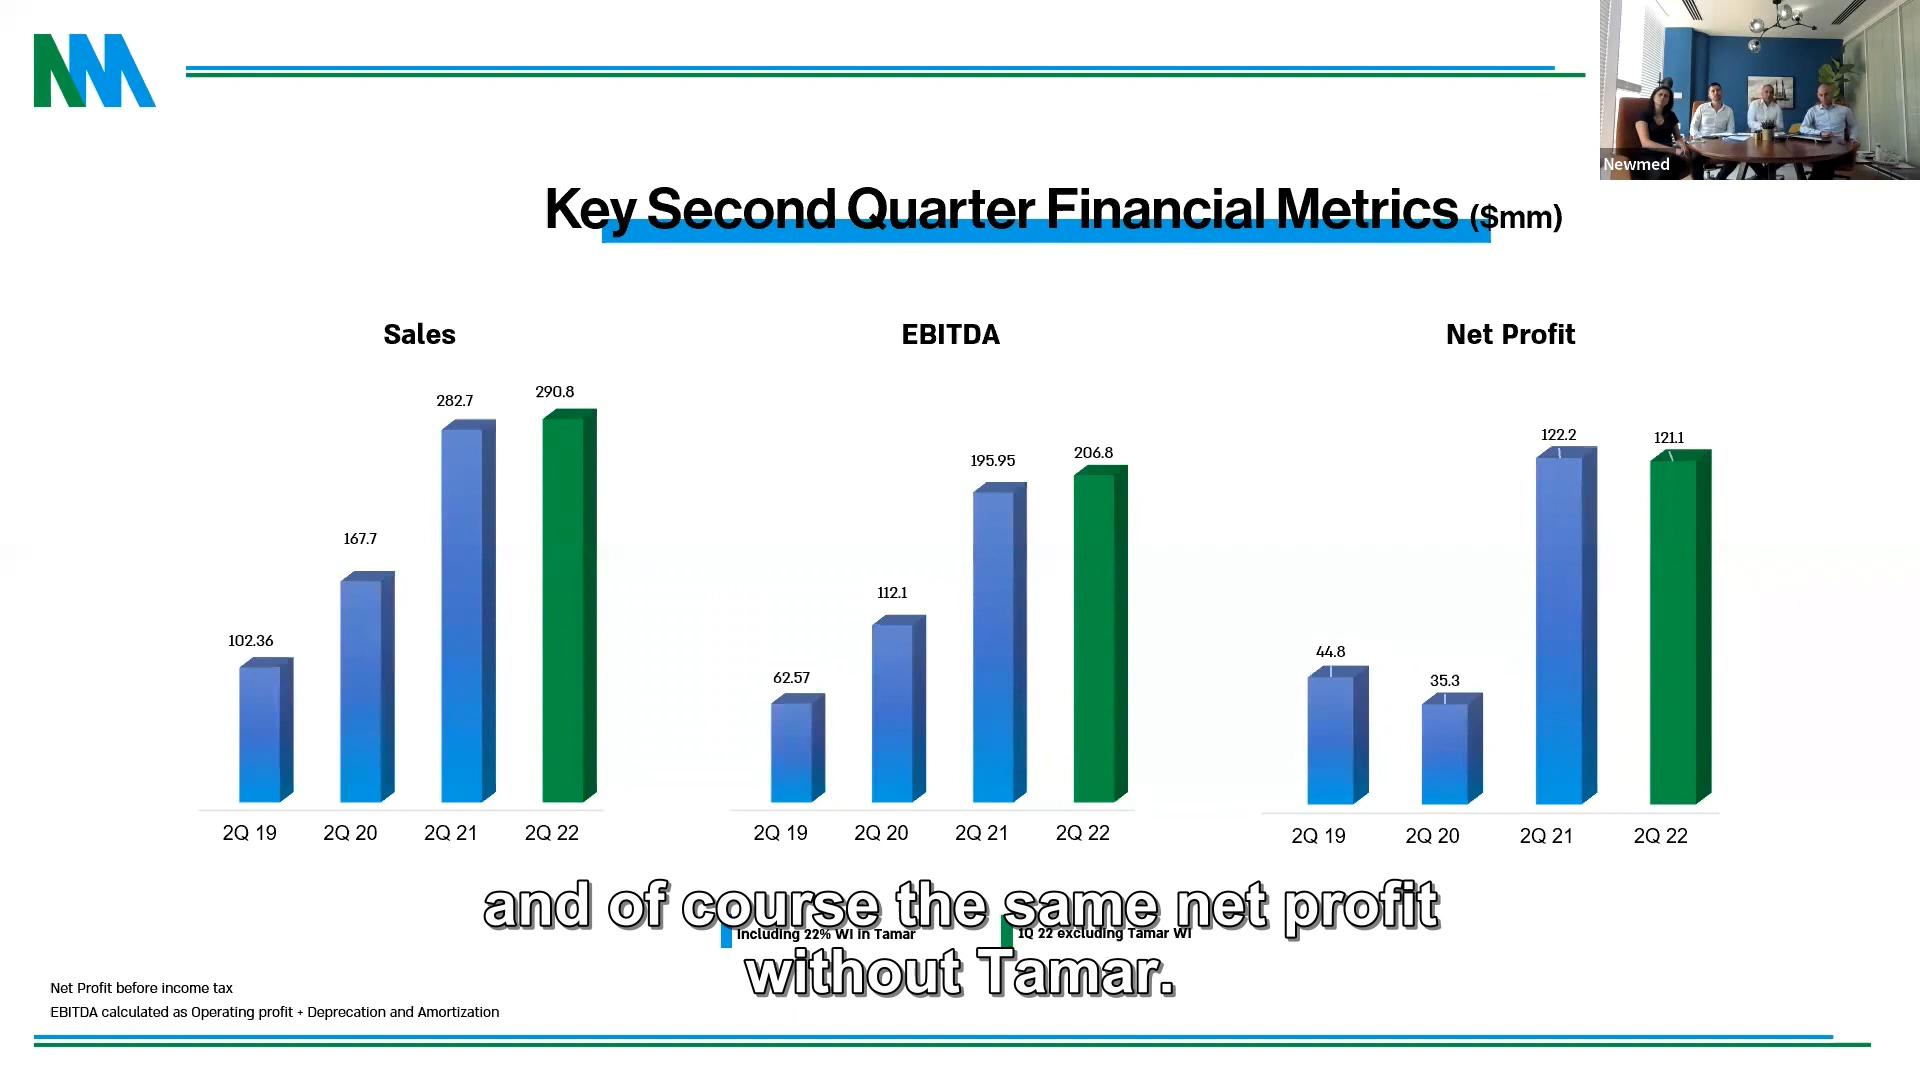 NM
Newmed
Key Second Quarter Financial Metrics ($mm)
Sales
EBITDA
Net Profit
102.36
167.7
282.7
290.8
2Q 19
2Q 20
2Q 21
2Q 22
62.57
112.1
195.95
206.8
2Q 19
2Q 20
2Q 21
2Q 22
44.8
35.3
122.2
121.1
2Q 19
2Q 20
2Q 21
2Q 22
Including 22% WI in Tamar
1Q 22 excluding Tamar WI
and of course the same net profit
without Tamar.
Net Profit before income tax
EBITDA calculated as Operating profit + Deprecation and Amortization